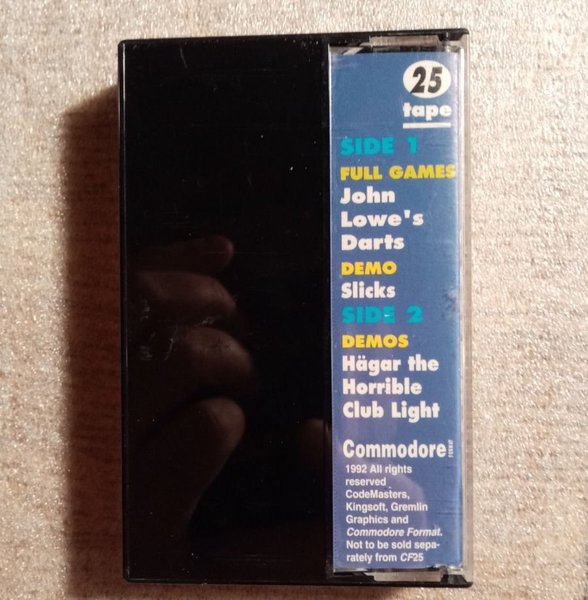 25
tape
SIDE 1
FULL GAMES
John
Lowe's
Darts
DEMO
Slicks
SIDE 2
DEMOS
Hägar the
Horrible
Club Light
Commodore
FORMAT
1992 All rights
reserved
CodeMasters,
Kingsoft, Gremlin
Graphics and
Commodore Format.
Not to be sold sepa-
rately from CF25